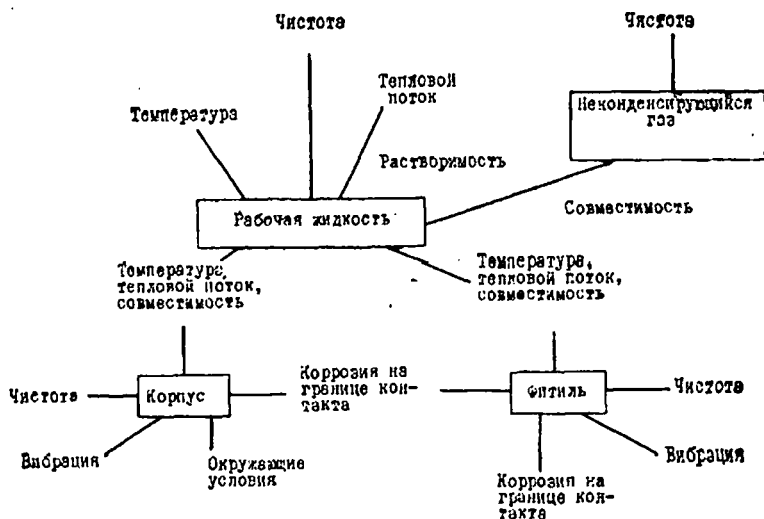 Чистота
Чистота
Тепловой
поток
Температура
Неконденсирующийся
газ
Растворимость
Рабочая жидкость
Совместимость
Температура,
тепловой поток,
совместимость
Температура,
тепловой поток,
совместимость
Чистота
Корпус
Коррозия на
границе кон-
такта
Фитиль
Чистота
Вибрация
Окружающие
условия
Вибрация
Коррозия на
границе кон-
такта